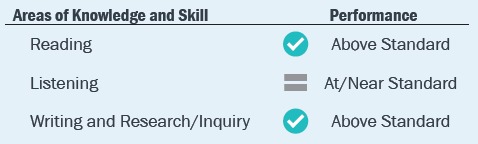 Areas of Knowledge and Skill Performance
Reading Above Standard
Listening At/Near Standard
Writing and Research/Inquiry Above Standard